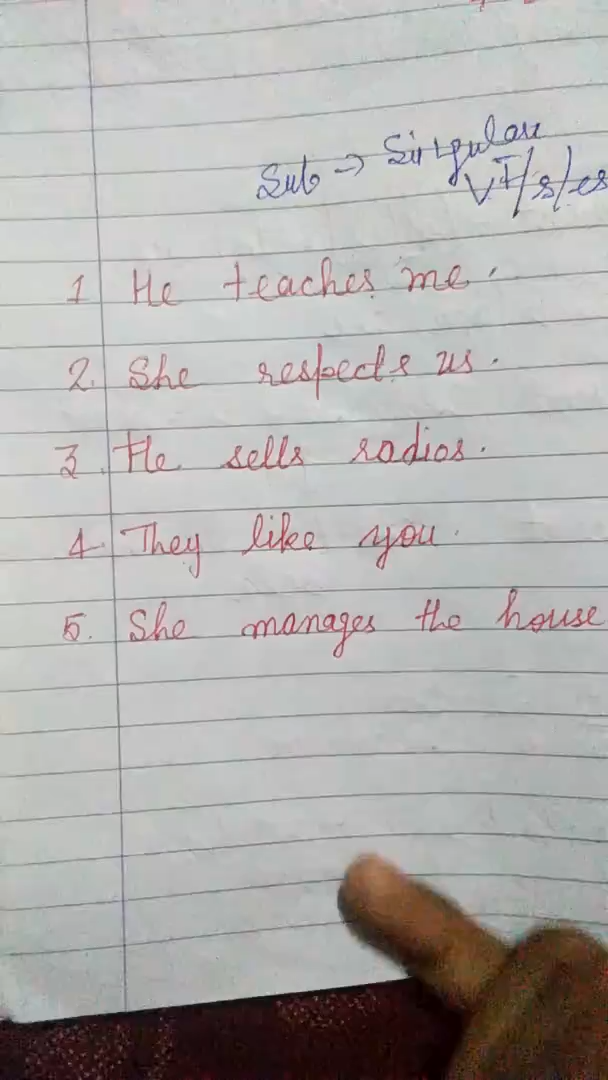 Sub → Singular
VI/s/es
1 He teaches me.
2. She respects us.
3. He sells radios.
4. They like you.
5. She manages the house